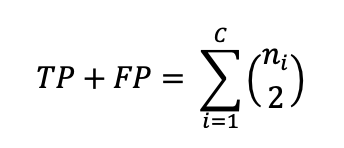 $TP + FP = \sum_{i=1}^{C} \binom{n_i}{2}$